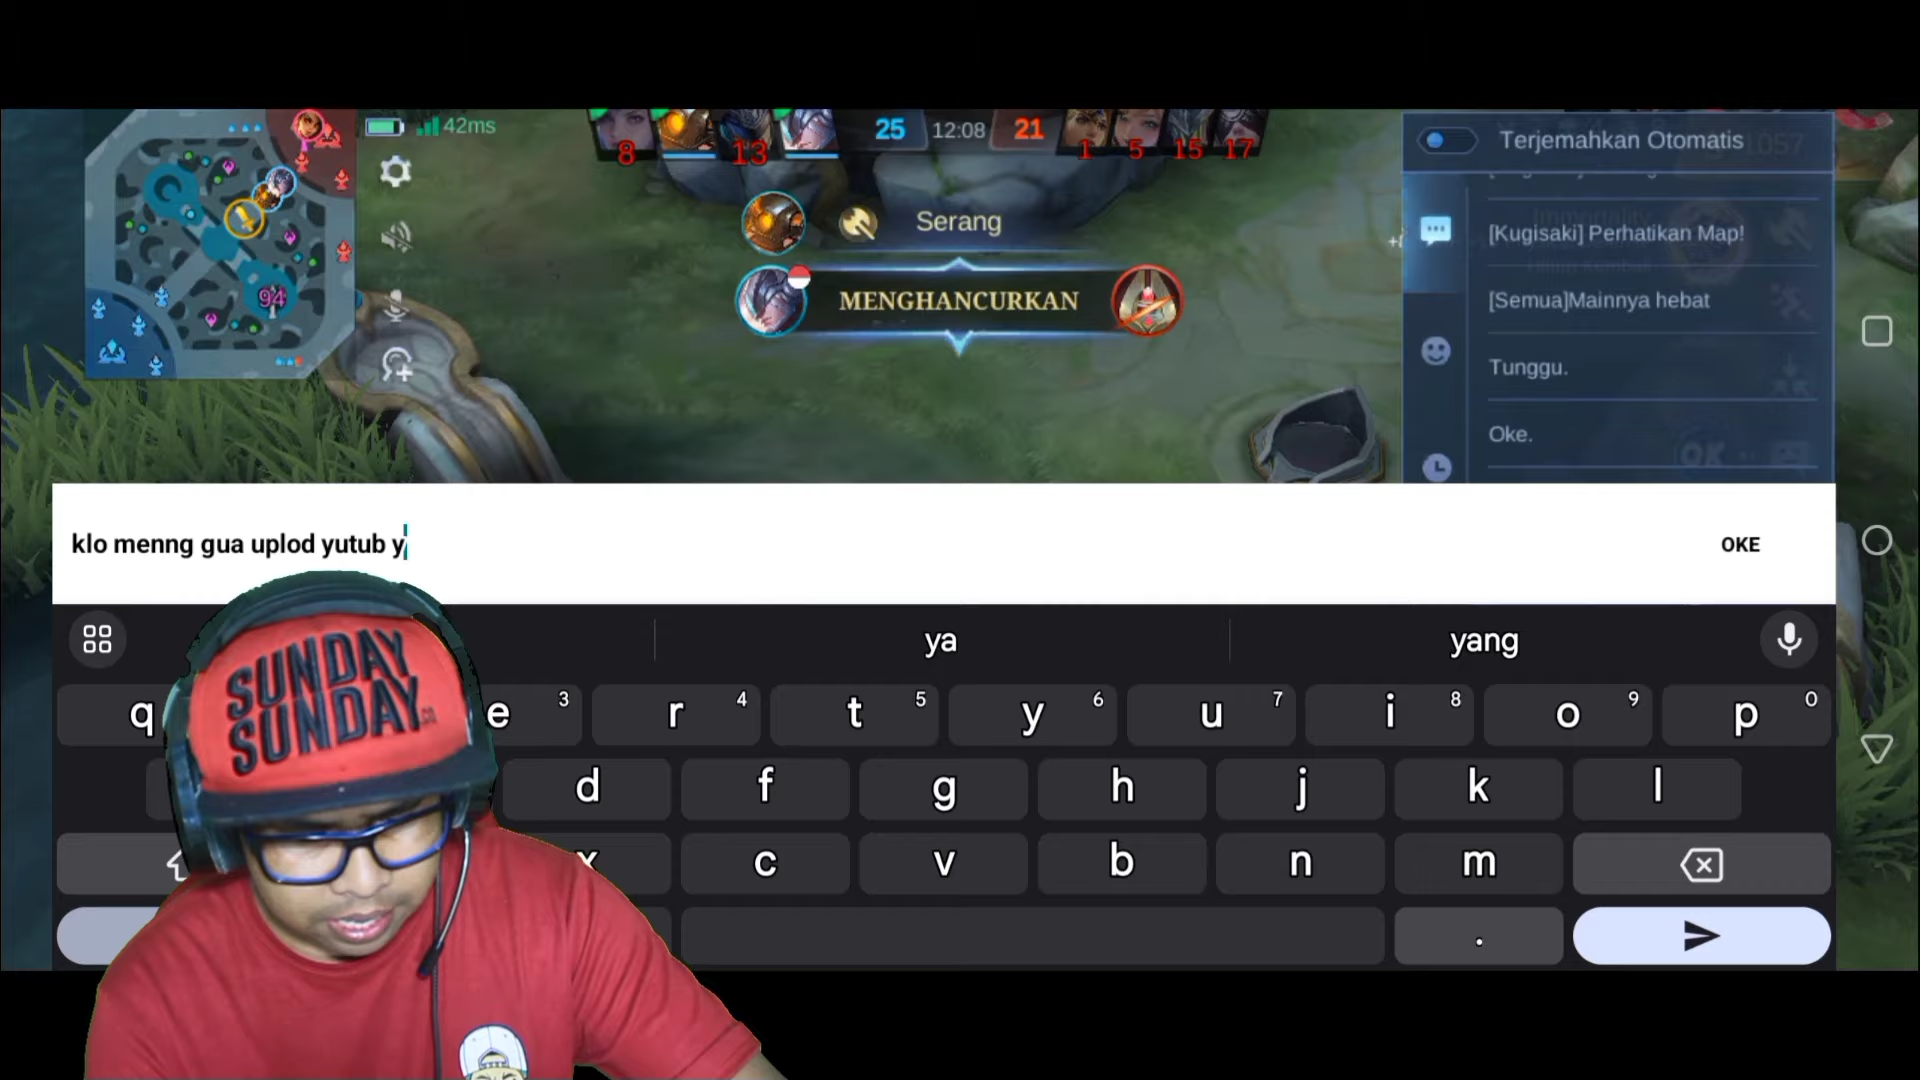 42ms
8
13
25
12:08
21
1
5
15
17
Terjemahkan Otomatis
Serang
[Kugisaki] Perhatikan Map!
MENGHANCURKAN
[Semua]Mainnya hebat
94
Tunggu.
Oke.
klo menng gua uplod yutub y
OKE
ya
yang
q
e 3
r 4
t 5
y 6
u 7
i 8
o 9
p 0
SUNDAY
SUNDAY.CO
d
f
g
h
j
k
l
x
c
v
b
n
m
.